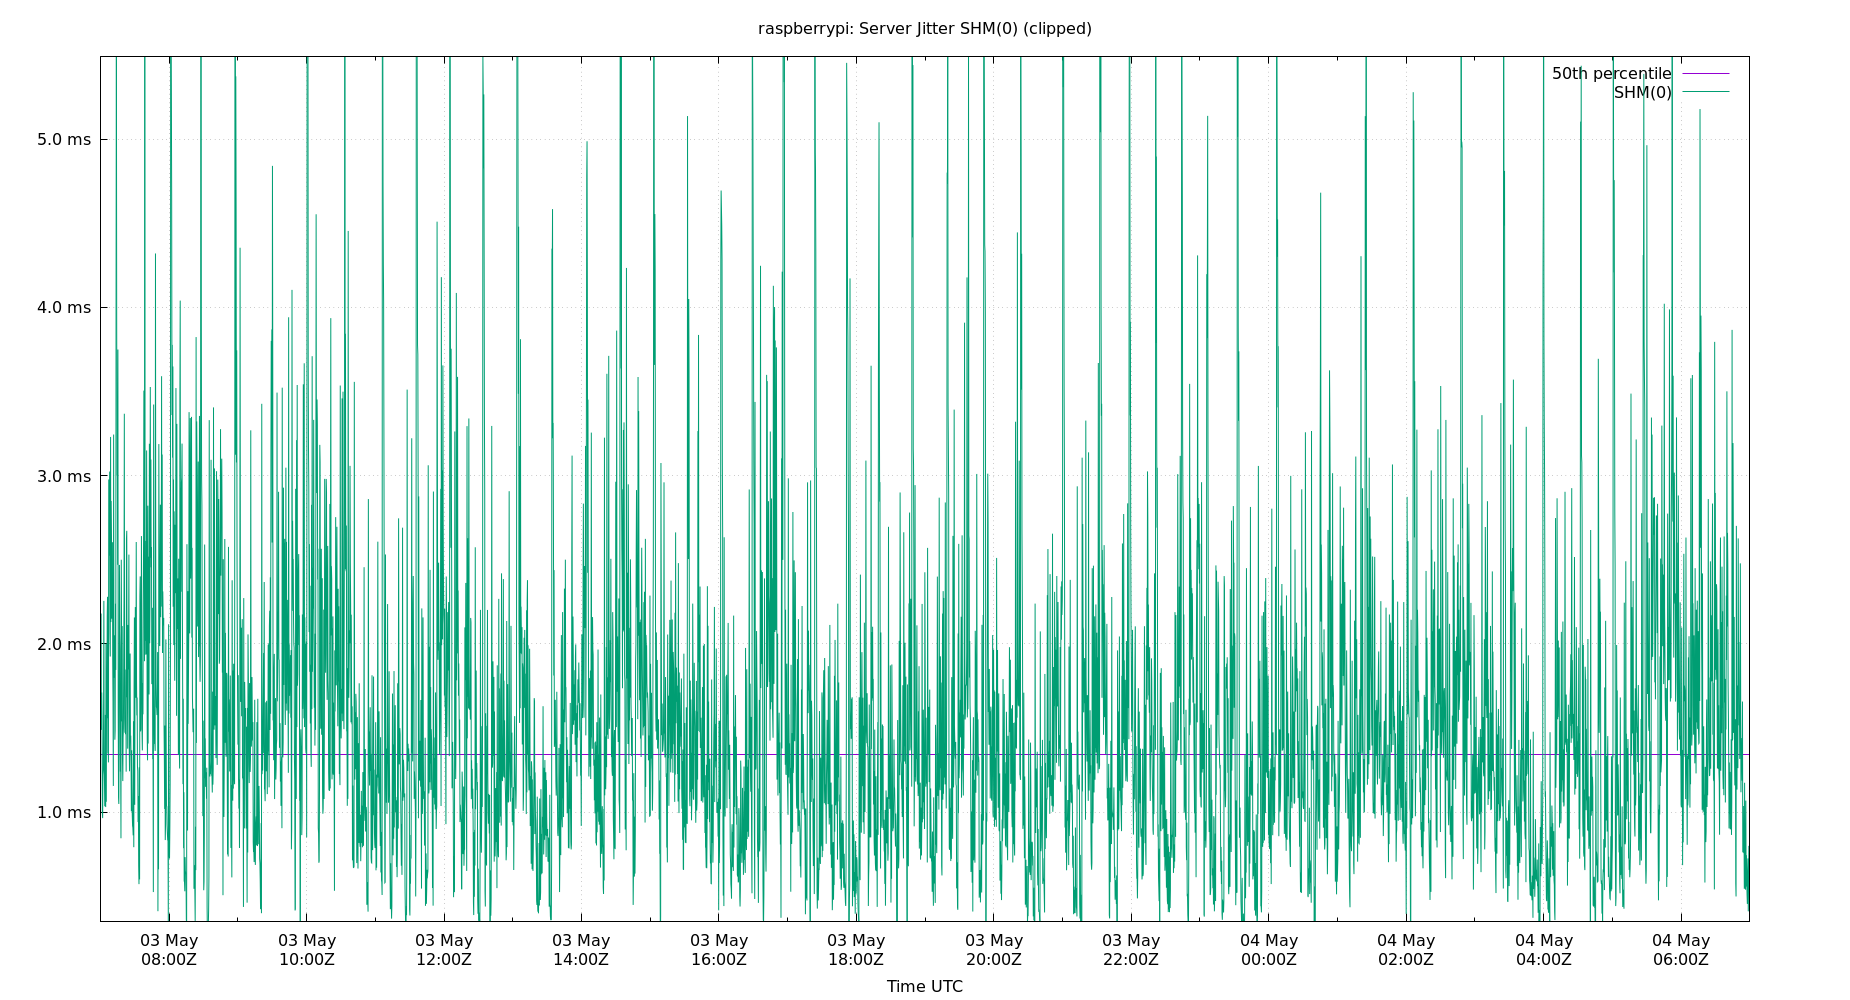 raspberrypi: Server Jitter SHM(0) (clipped)
50th percentile
SHM(0)
5.0 ms
4.0 ms
3.0 ms
2.0 ms
1.0 ms
03 May 03 May 03 May 03 May 03 May 03 May 03 May 03 May 04 May 04 May 04 May 04 May
08:00Z 10:00Z 12:00Z 14:00Z 16:00Z 18:00Z 20:00Z 22:00Z 00:00Z 02:00Z 04:00Z 06:00Z
Time UTC